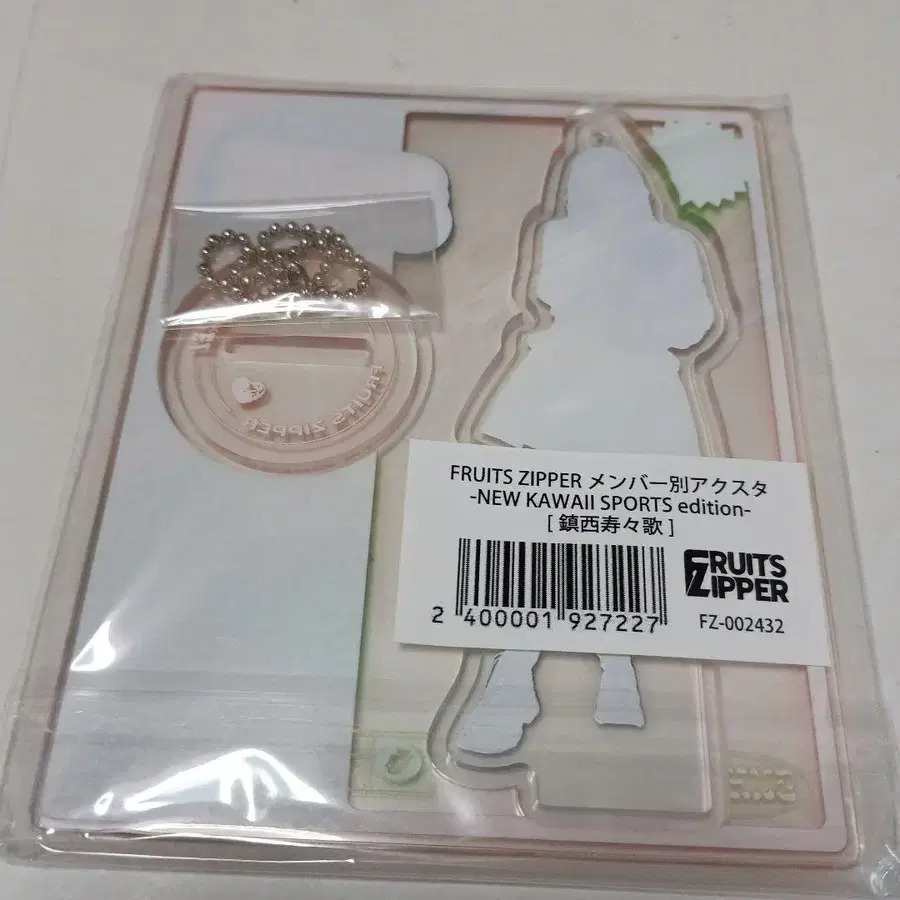 FRUITS ZIPPER
FRUITS ZIPPER メンバー別アクスタ
-NEW KAWAII SPORTS edition-
[ 鎮西寿々歌 ]
FRUITS
ZIPPER
2 400001 927227
FZ-002432